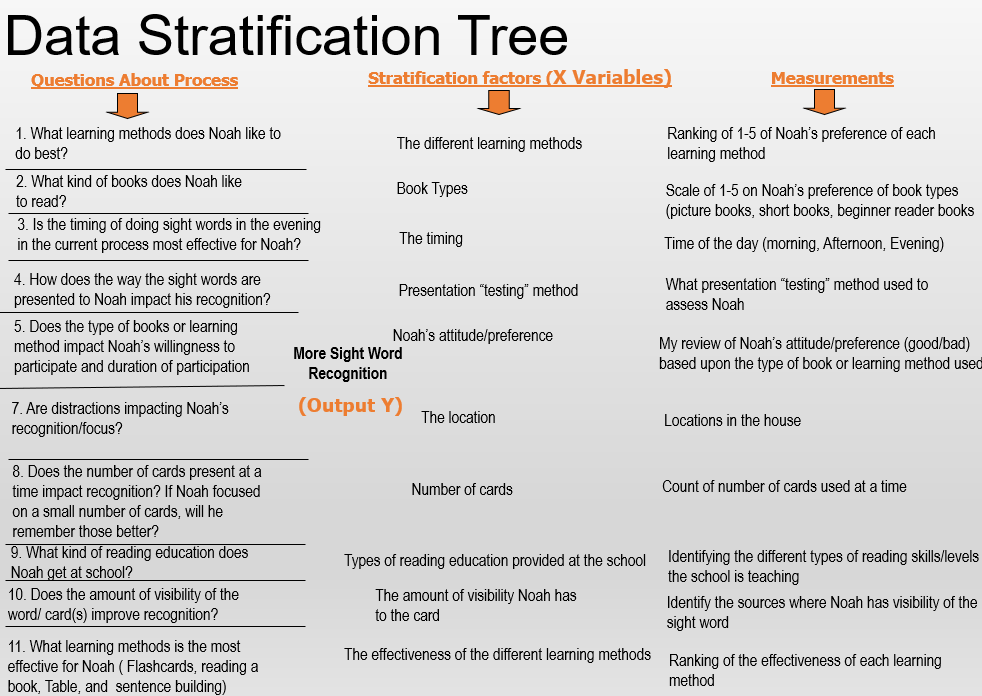 Data Stratification Tree
Questions About Process
Stratification factors (X Variables)
Measurements
1. What learning methods does Noah like to
do best?
The different learning methods
Ranking of 1-5 of Noah's preference of each
learning method
2. What kind of books does Noah like
to read?
Book Types
Scale of 1-5 on Noah's preference of book types
(picture books, short books, beginner reader books
3. Is the timing of doing sight words in the evening
in the current process most effective for Noah?
The timing
Time of the day (morning, Afternoon, Evening)
4. How does the way the sight words are
presented to Noah impact his recognition?
Presentation “testing” method
What presentation “testing” method used to
assess Noah
5. Does the type of books or learning
method impact Noah's willingness to
participate and duration of participation
Noah's attitude/preference
My review of Noah's attitude/preference (good/bad)
based upon the type of book or learning method used
More Sight Word
Recognition
(Output Y)
7. Are distractions impacting Noah's
recognition/focus?
The location
Locations in the house
8. Does the number of cards present at a
time impact recognition? If Noah focused
on a small number of cards, will he
remember those better?
Number of cards
Count of number of cards used at a time
9. What kind of reading education does
Noah get at school?
Types of reading education provided at the school
Identifying the different types of reading skills/levels
the school is teaching
10. Does the amount of visibility of the
word/ card(s) improve recognition?
The amount of visibility Noah has
to the card
Identify the sources where Noah has visibility of the
sight word
11. What learning methods is the most
effective for Noah ( Flashcards, reading a
book, Table, and sentence building)
The effectiveness of the different learning methods
Ranking of the effectiveness of each learning
method